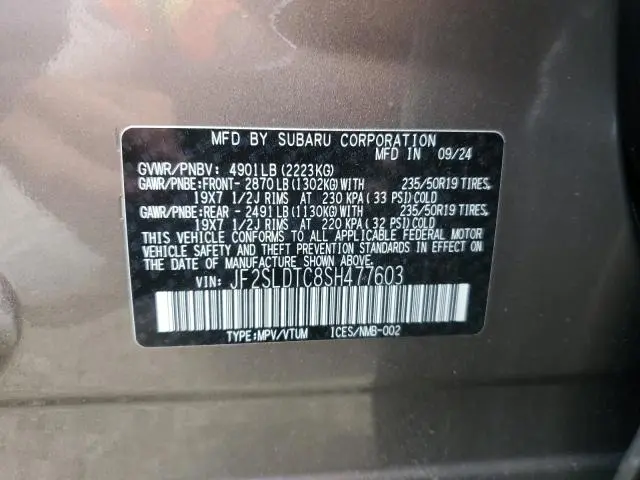 MFD BY SUBARU CORPORATION
MFD IN 09/24
GVWR/PNBV: 4901LB(2223KG)
GAWR/PNBE:FRONT- 2870LB(1302KG)WITH 235/50R19 TIRES,
19X7 1/2J RIMS AT 230 KPA( 33 PSI)COLD
GAWR/PNBE:REAR - 2491LB(1130KG)WITH 235/50R19 TIRES,
19X7 1/2J RIMS AT 220 KPA( 32 PSI)COLD
THIS VEHICLE CONFORMS TO ALL APPLICABLE FEDERAL MOTOR
VEHICLE SAFETY AND THEFT PREVENTION STANDARDS IN EFFECT
ON THE DATE OF MANUFACTURE SHOWN ABOVE.
VIN: JF2SLDTC8SH477603
TYPE:MPV/VTUM ICES/NMB-002